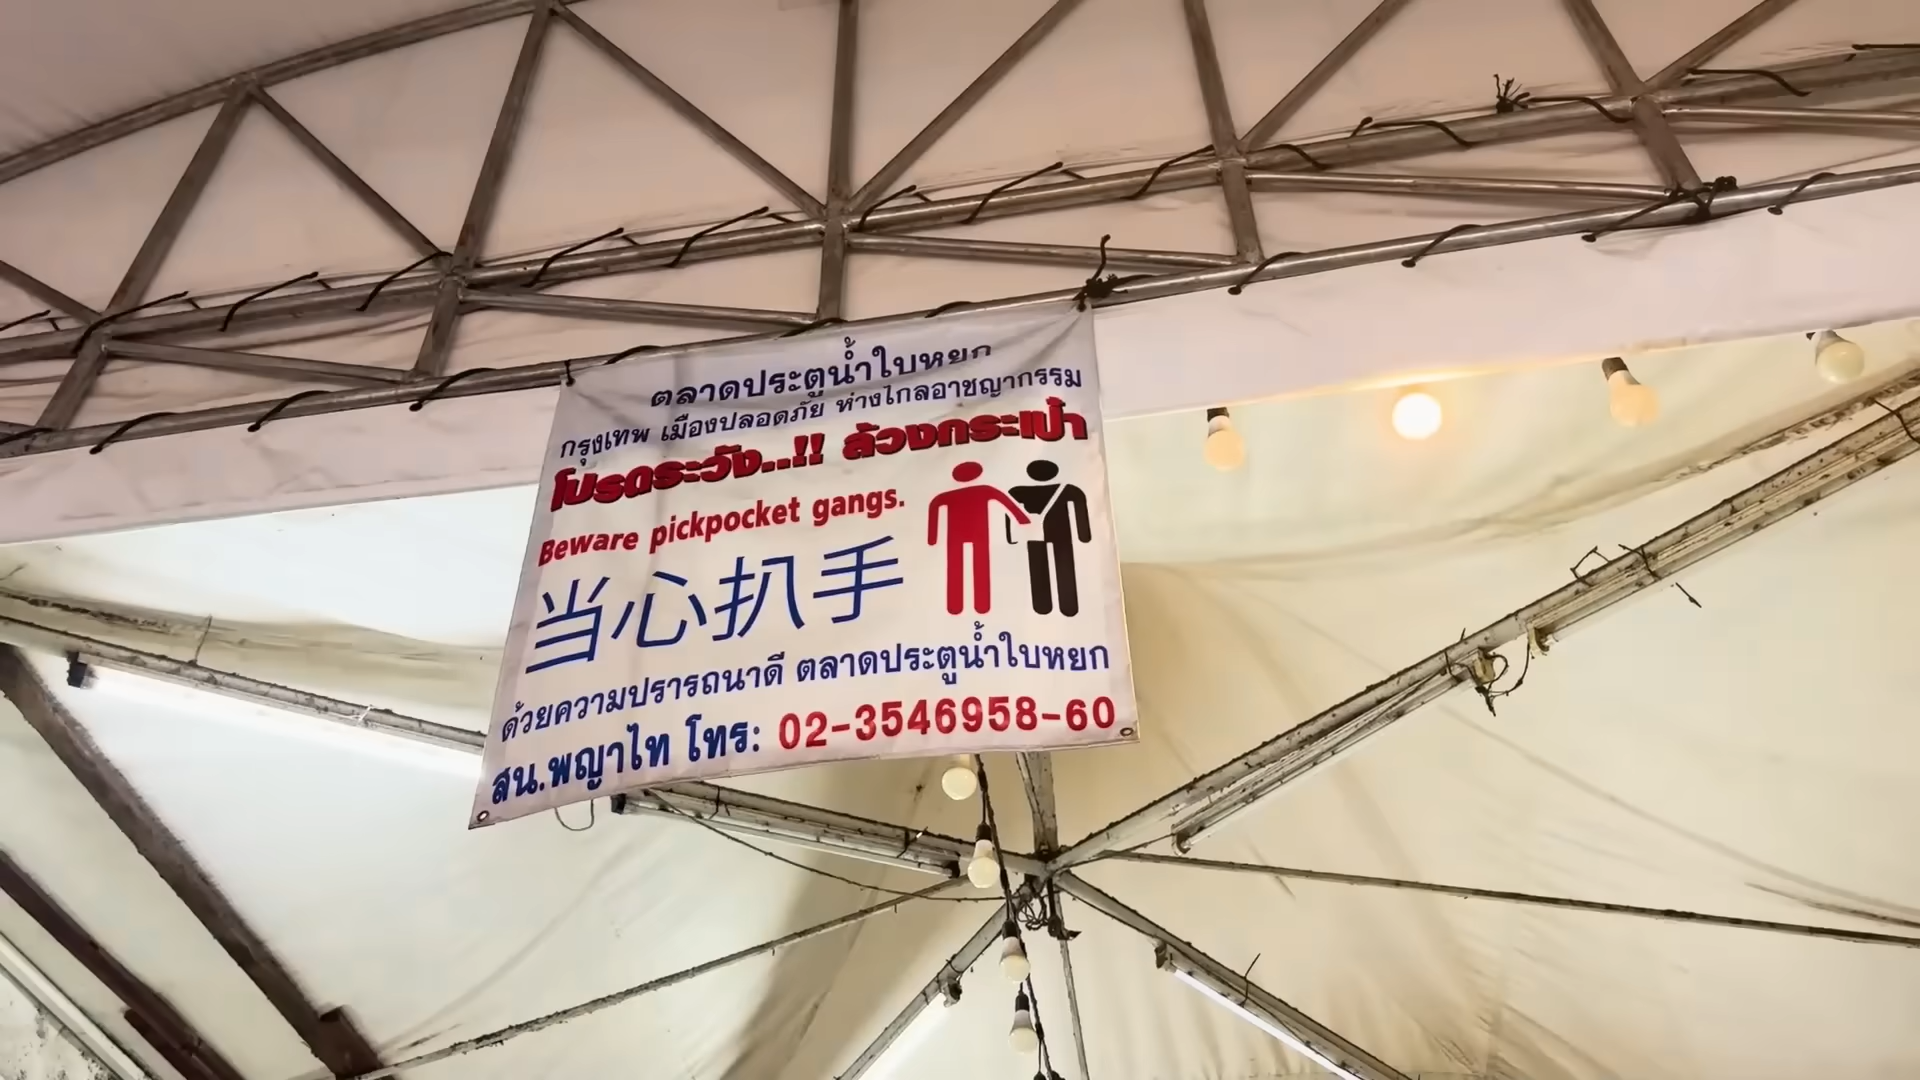 ตลาดประตูน้ำใบหยก
กรุงเทพ เมืองปลอดภัย ห่างไกลอาชญากรรม
โปรดระวัง..!! ล้วงกระเป๋า
Beware pickpocket gangs.
当心扒手
ด้วยความปรารถนาดี ตลาดประตูน้ำใบหยก
สน.พญาไท โทร: 02-3546958-60